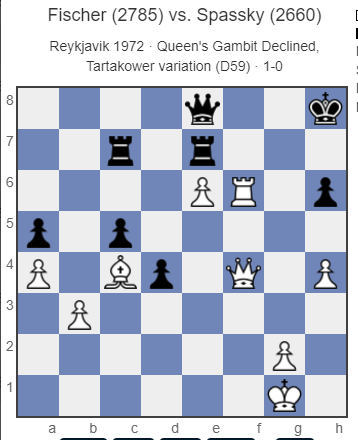 Fischer (2785) vs. Spassky (2660)
Reykjavik 1972 · Queen's Gambit Declined,
Tartakower variation (D59) · 1-0
8
7
6
5
4
3
2
1
a b c d e f g h